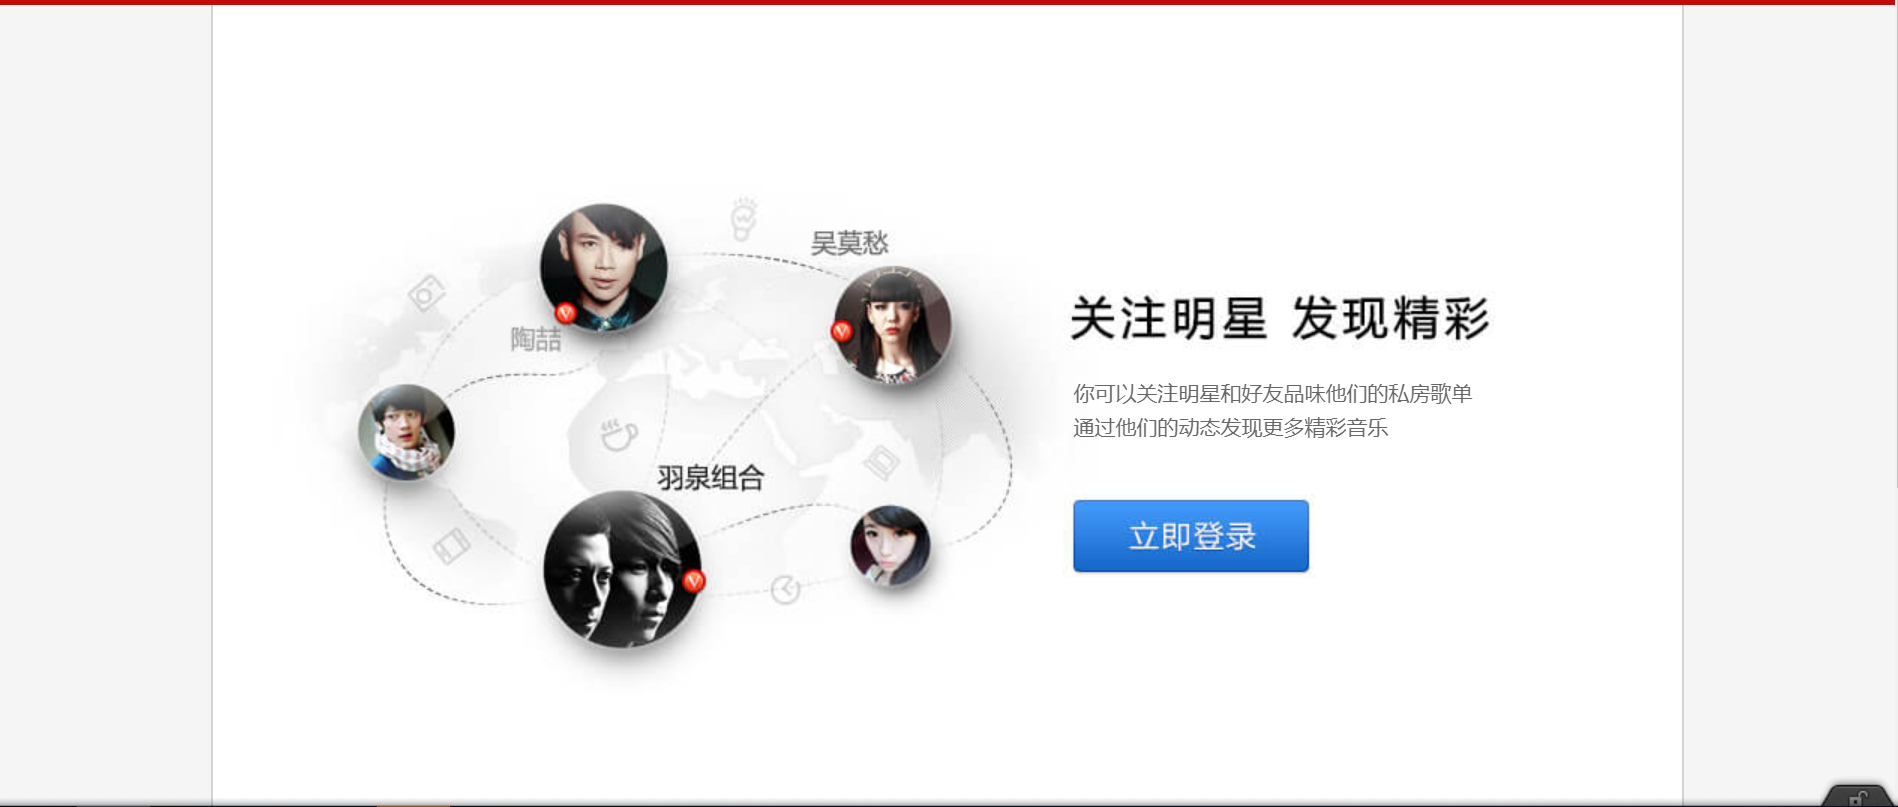 吴莫愁
陶喆
羽泉组合
关注明星 发现精彩
你可以关注明星和好友品味他们的私房歌单
通过他们的动态发现更多精彩音乐
立即登录